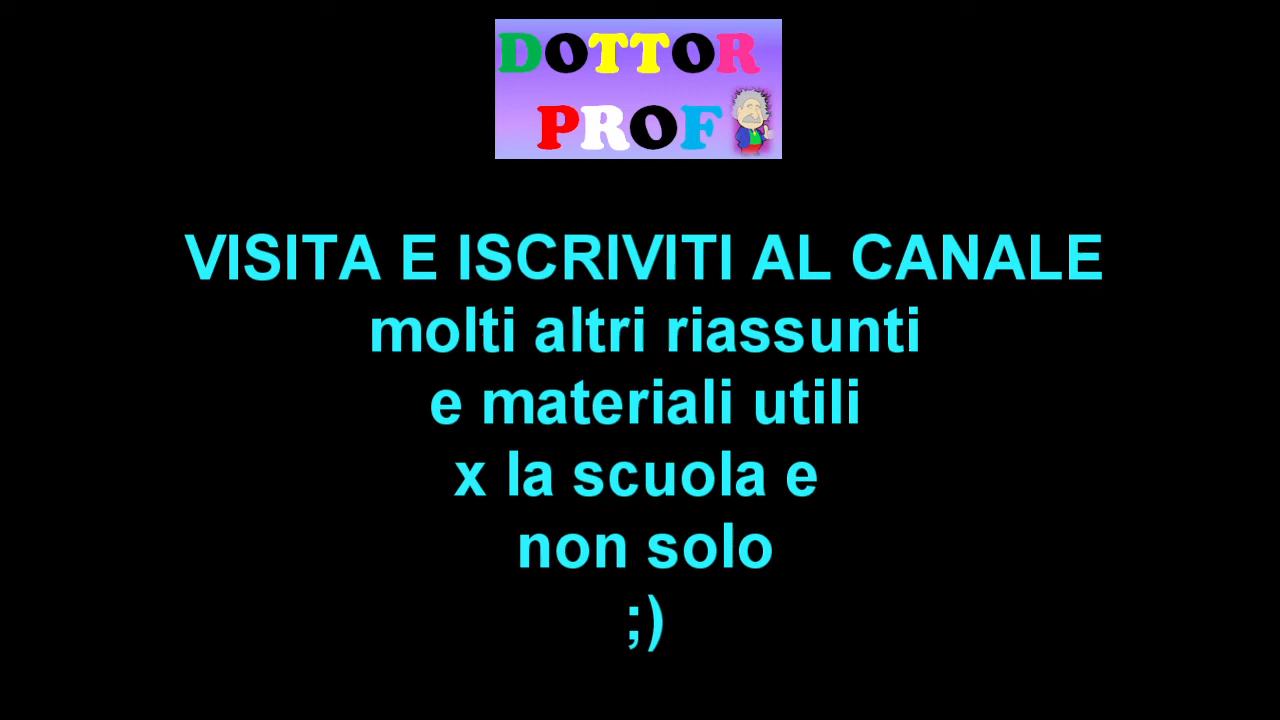 DOTTOR
PROF
VISITA E ISCRIVITI AL CANALE
molti altri riassunti
e materiali utili
x la scuola e
non solo
;)